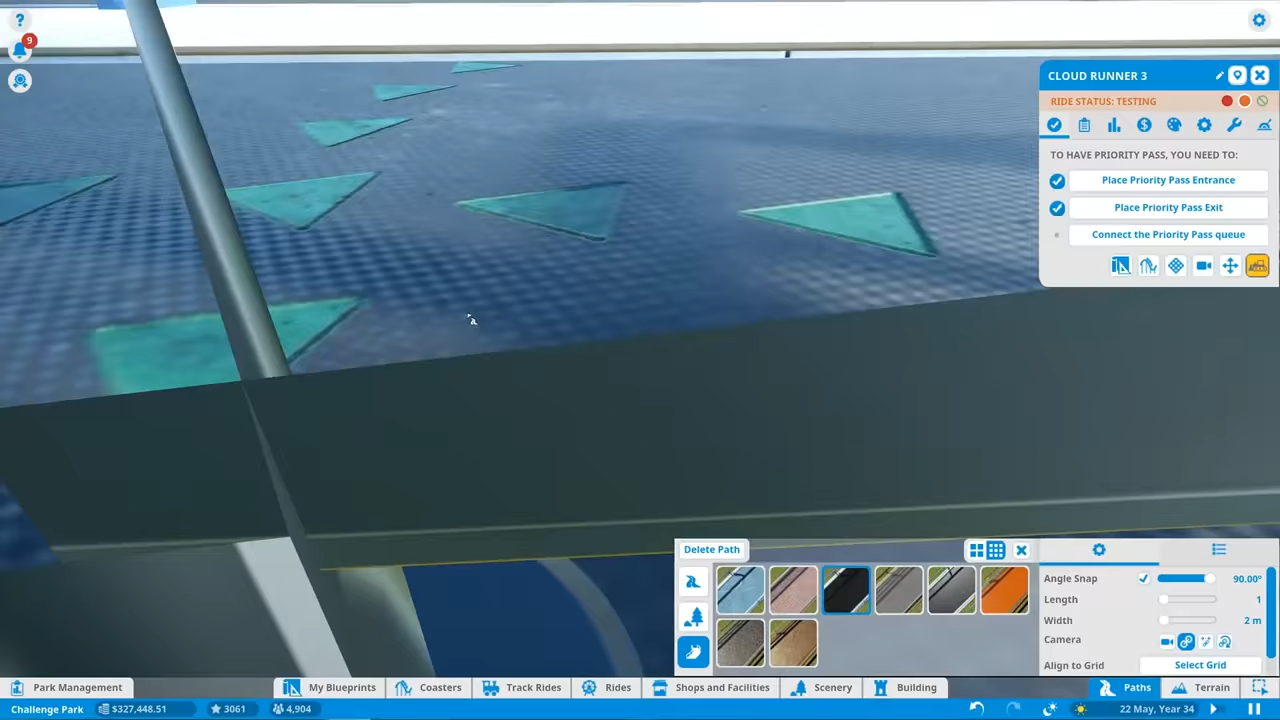 ?
9
CLOUD RUNNER 3
RIDE STATUS: TESTING
TO HAVE PRIORITY PASS, YOU NEED TO:
Place Priority Pass Entrance
Place Priority Pass Exit
Connect the Priority Pass queue
Delete Path
Angle Snap 90.00°
Length 1
Width 2 m
Camera
Align to Grid Select Grid
Park Management My Blueprints Coasters Track Rides Rides Shops and Facilities Scenery Building Paths Terrain
Challenge Park $327,448.51 3061 4,904 22 May, Year 34